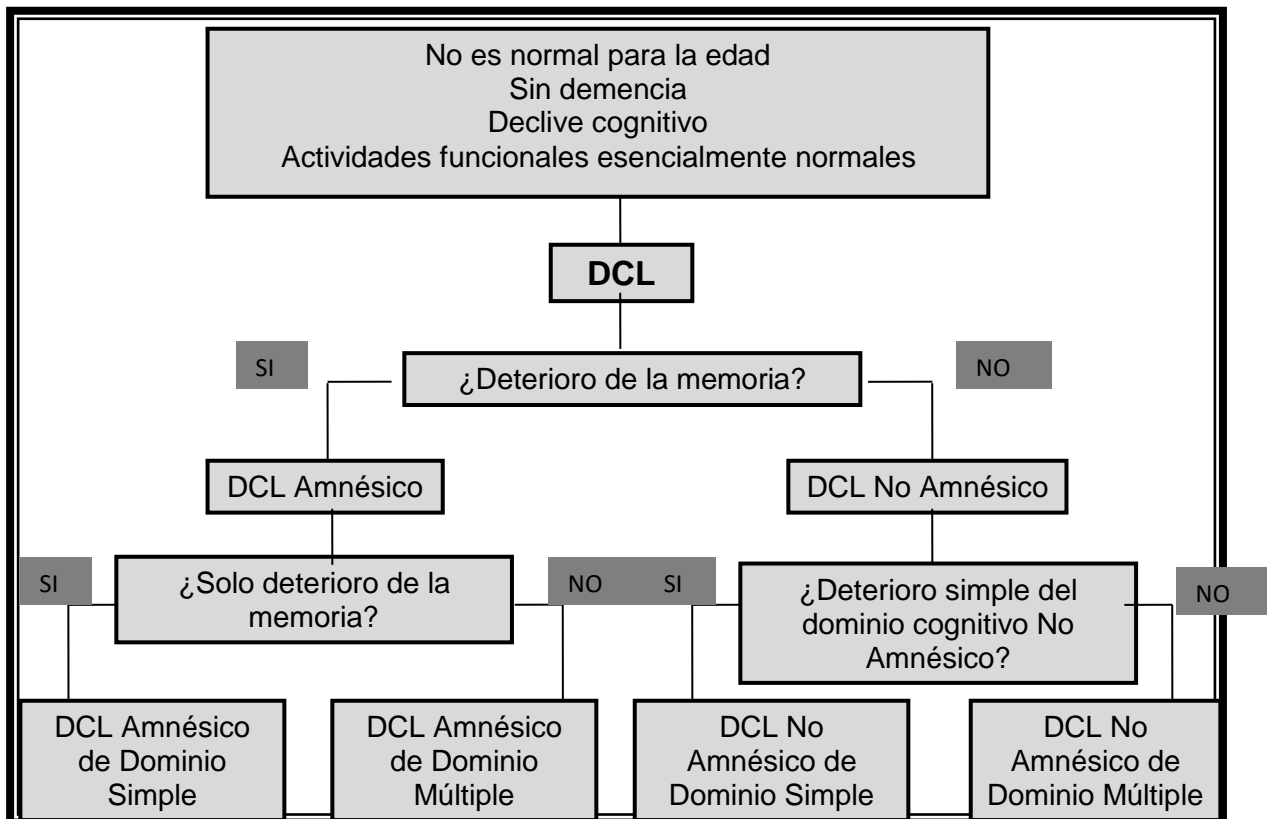 No es normal para la edad
Sin demencia
Declive cognitivo
Actividades funcionales esencialmente normales
DCL
SI
¿Deterioro de la memoria?
NO
DCL Amnésico
DCL No Amnésico
SI
¿Solo deterioro de la
memoria?
NO
SI
¿Deterioro simple del
dominio cognitivo No
Amnésico?
NO
DCL Amnésico
de Dominio
Simple
DCL Amnésico
de Dominio
Múltiple
DCL No
Amnésico de
Dominio Simple
DCL No
Amnésico de
Dominio Múltiple